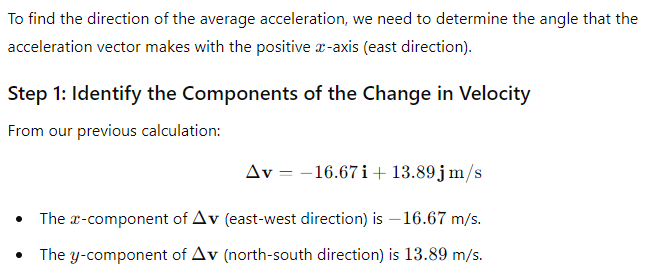 To find the direction of the average acceleration, we need to determine the angle that the
acceleration vector makes with the positive x-axis (east direction).
Step 1: Identify the Components of the Change in Velocity
From our previous calculation:
Δv = −16.67 i + 13.89 j m/s
• The x-component of Δv (east-west direction) is −16.67 m/s.
• The y-component of Δv (north-south direction) is 13.89 m/s.